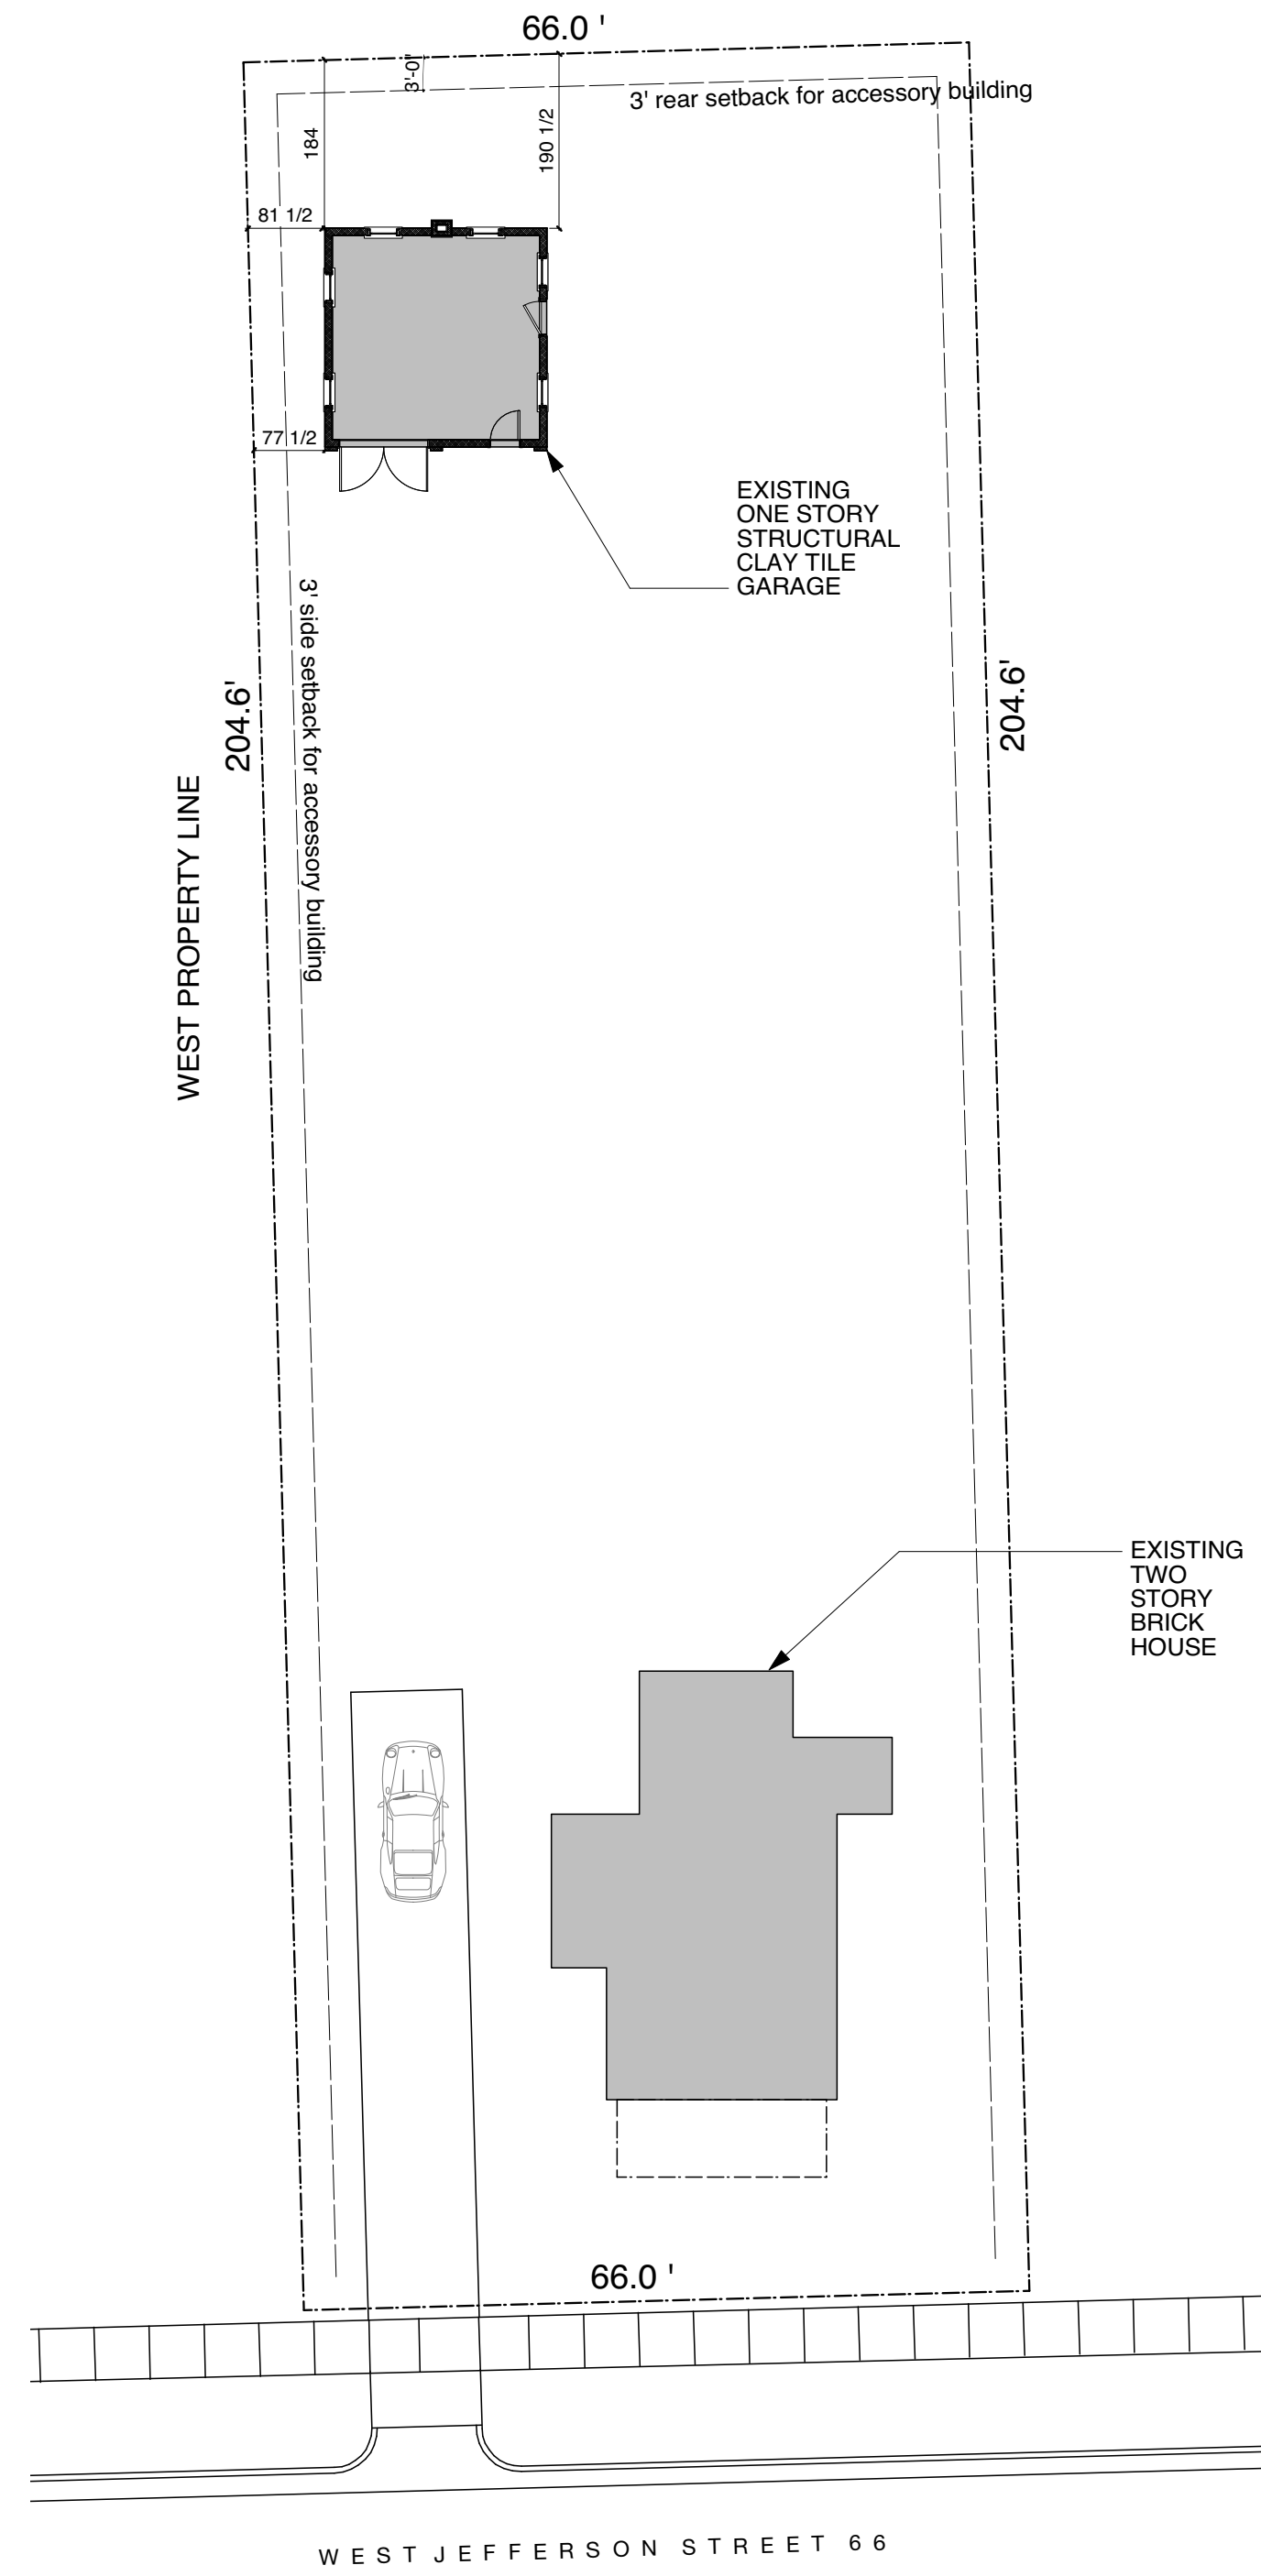 66.0 '
3'-0"
3' rear setback for accessory building
184
190 1/2
81 1/2
77 1/2
EXISTING
ONE STORY
STRUCTURAL
CLAY TILE
GARAGE
3' side setback for accessory building
204.6'
204.6'
WEST PROPERTY LINE
EXISTING
TWO
STORY
BRICK
HOUSE
66.0 '
WEST JEFFERSON STREET 66